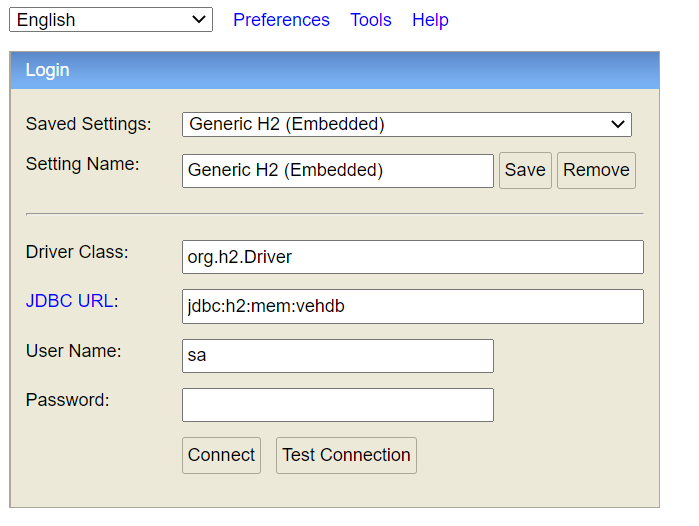 English Preferences Tools Help
Login
Saved Settings: Generic H2 (Embedded)
Setting Name: Generic H2 (Embedded) Save Remove
Driver Class: org.h2.Driver
JDBC URL: jdbc:h2:mem:vehdb
User Name: sa
Password:
Connect Test Connection